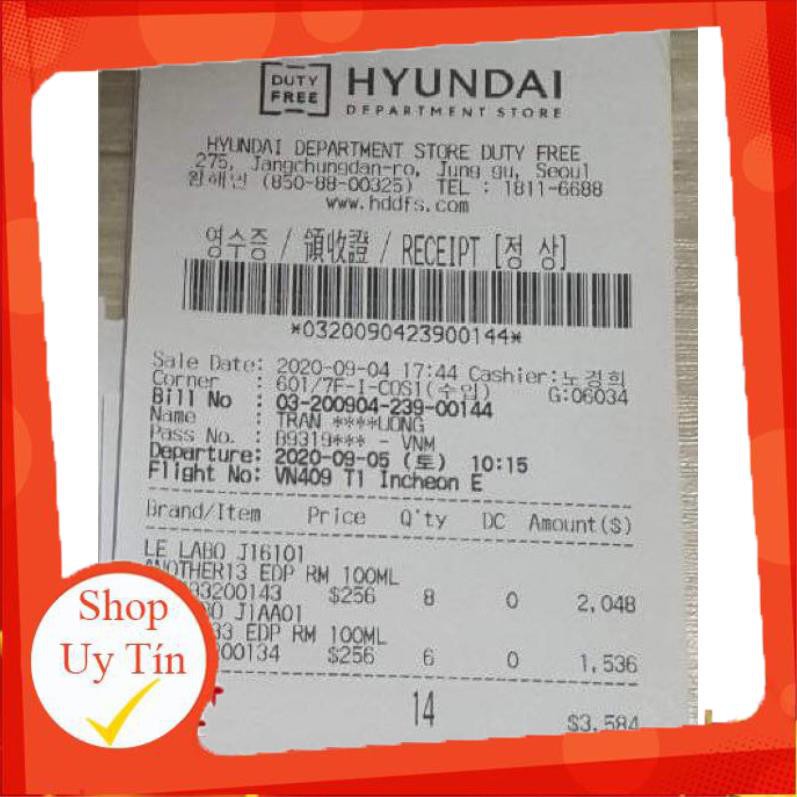 DUTY FREE
HYUNDAI
DEPARTMENT STORE
HYUNDAI DEPARTMENT STORE DUTY FREE
275, Jangchungdan-ro, Jung gu, Seoul
(850-88-00325) TEL : 1811-6688
www.hddfs.com
영수증 / 領收證 / RECEIPT [정 상]
*0320090423900144*
Sale Date: 2020-09-04 17:44 Cashier:노경희
Corner : 601/7F-I-COS1(수입) G:06034
Bill No : 03-200904-239-00144
Name : TRAN ****UONG
Pass No. : B9319*** - VNM
Departure: 2020-09-05 (토) 10:15
Flight No: VN409 T1 Incheon E
Brand/Item Price Q'ty DC Amount($)
LE LABO J16101
ANOTHER13 EDP RM 100ML
93200143 $256 8 0 2,048
BO J1AA01
33 EDP RM 100ML
200134 $256 6 0 1,536
14 $3,584
Shop
Uy Tín